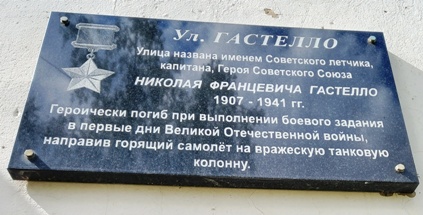 Ул. ГАСТЕЛЛО
Улица названа именем Советского летчика,
капитана, Героя Советского Союза
НИКОЛАЯ ФРАНЦЕВИЧА ГАСТЕЛЛО
1907 - 1941 гг.
Героически погиб при выполнении боевого задания
в первые дни Великой Отечественной войны,
направив горящий самолёт на вражескую танковую
колонну.